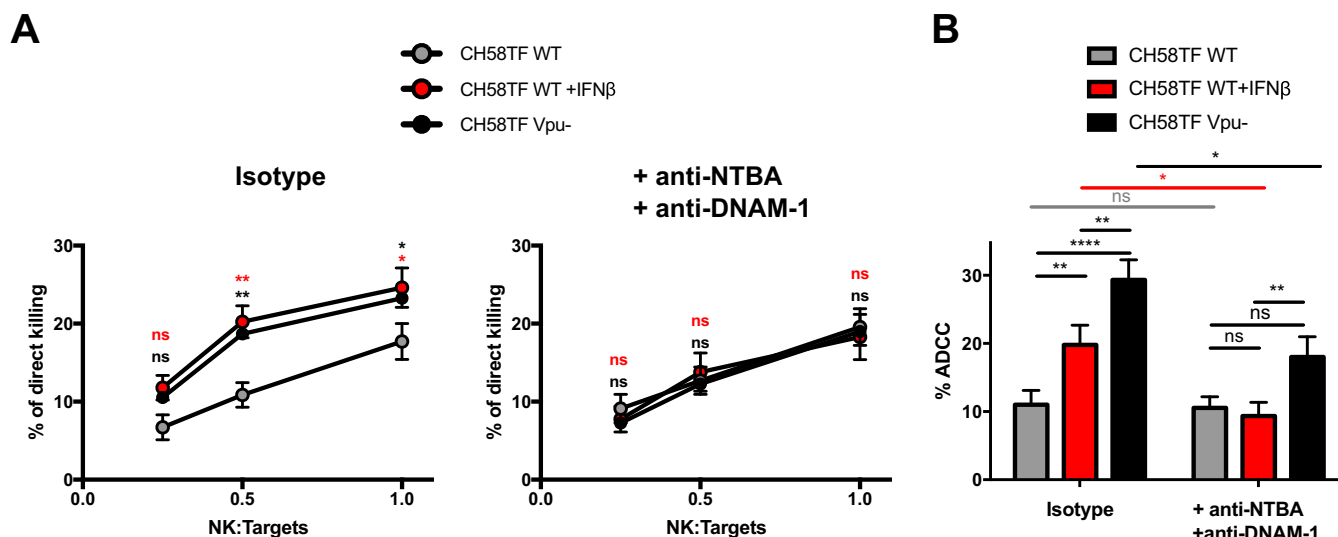 A
CH58TF WT
CH58TF WT +IFNβ
CH58TF Vpu-
Isotype
+ anti-NTBA
+ anti-DNAM-1
% of direct killing
30
20
10
0
0.0
0.5
1.0
NK:Targets
ns
ns
**
**
*
*
% of direct killing
30
20
10
0
0.0
0.5
1.0
NK:Targets
ns
ns
ns
ns
ns
ns
B
CH58TF WT
CH58TF WT+IFNβ
CH58TF Vpu-
*
*
ns
**
****
**
**
ns
ns
% ADCC
30
20
10
0
Isotype
+ anti-NTBA
+anti-DNAM-1